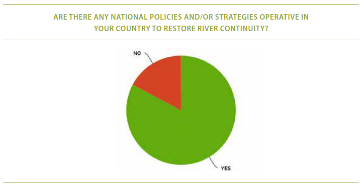 ARE THERE ANY NATIONAL POLICIES AND/OR STRATEGIES OPERATIVE IN
YOUR COUNTRY TO RESTORE RIVER CONTINUITY?
NO
YES